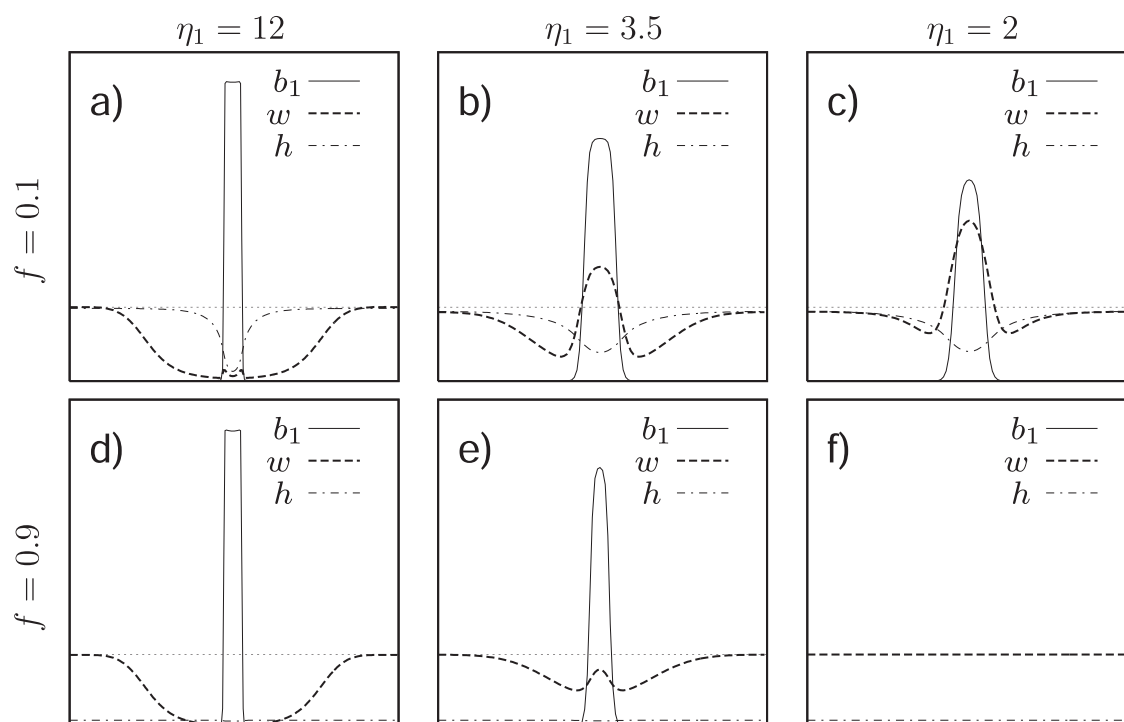 η₁ = 12 η₁ = 3.5 η₁ = 2
f = 0.1
a) b₁
w
h
b) b₁
w
h
c) b₁
w
h
f = 0.9
d) b₁
w
h
e) b₁
w
h
f) b₁
w
h